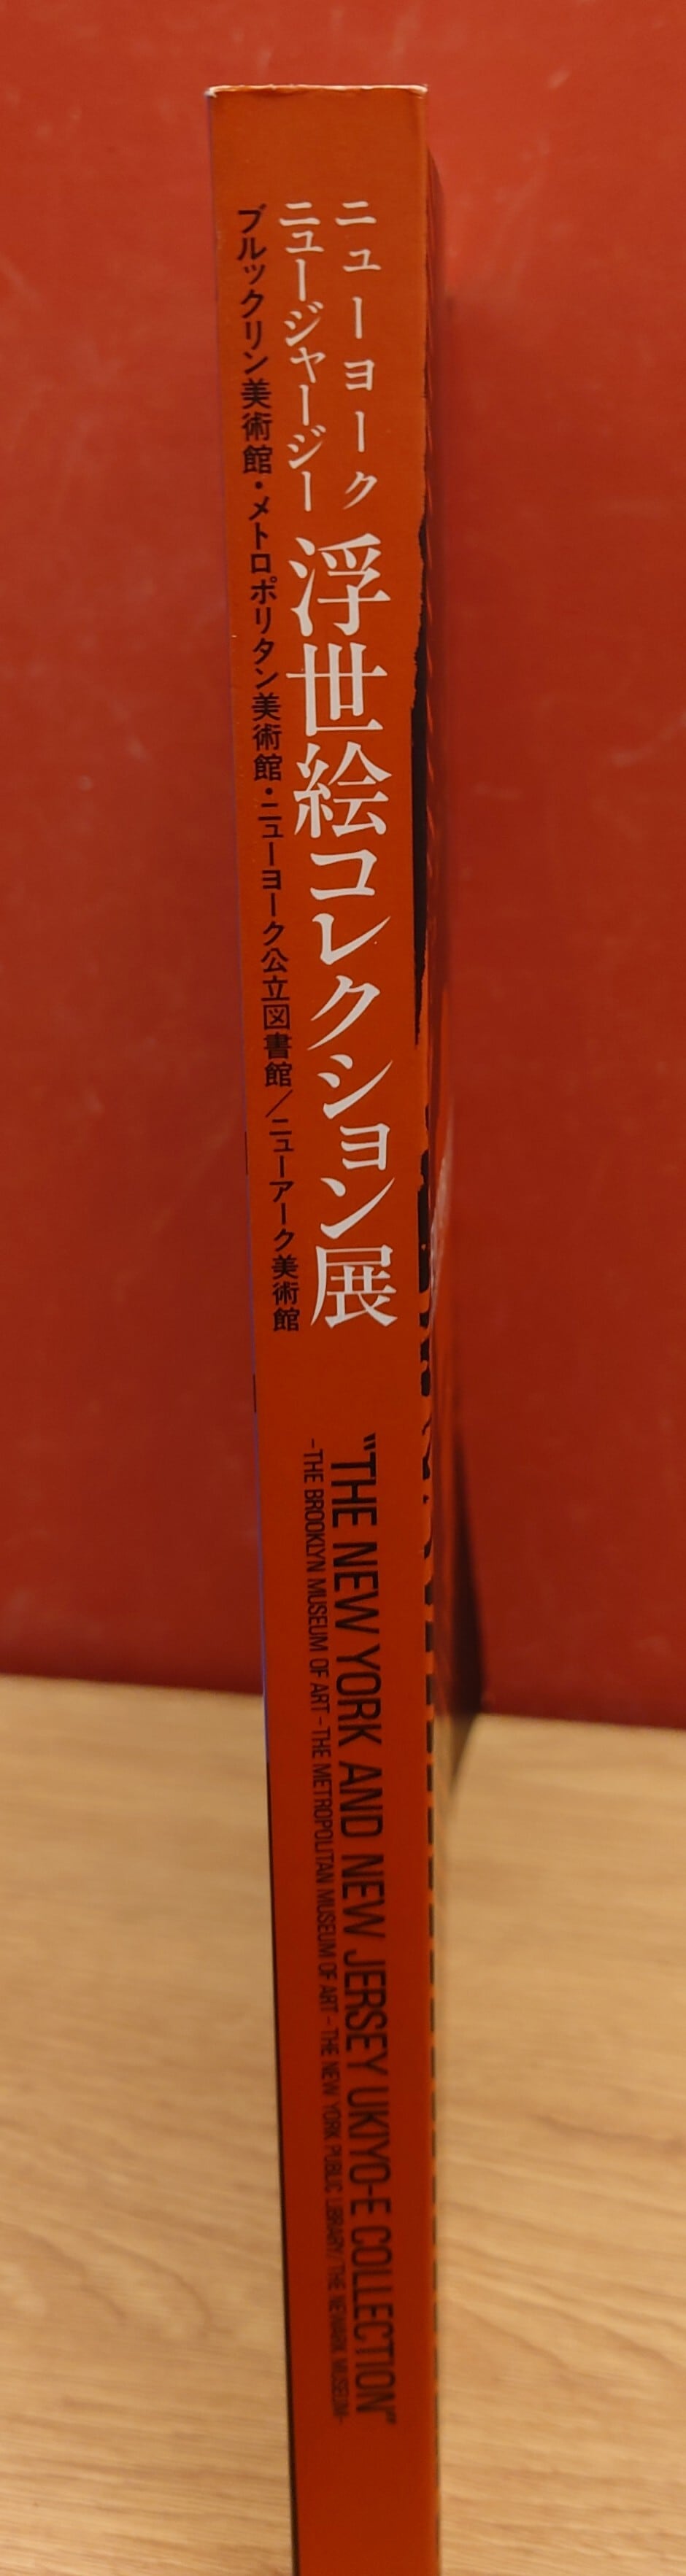 ニューヨーク
ニュージャージー
浮世絵コレクション展
ブルックリン美術館・メトロポリタン美術館・ニューヨーク公立図書館/ニューアーク美術館
"THE NEW YORK AND NEW JERSEY UKIYO-E COLLECTION"
-THE BROOKLYN MUSEUM OF ART-THE METROPOLITAN MUSEUM OF ART-THE NEW YORK PUBLIC LIBRARY/THE NEWARK MUSEUM-